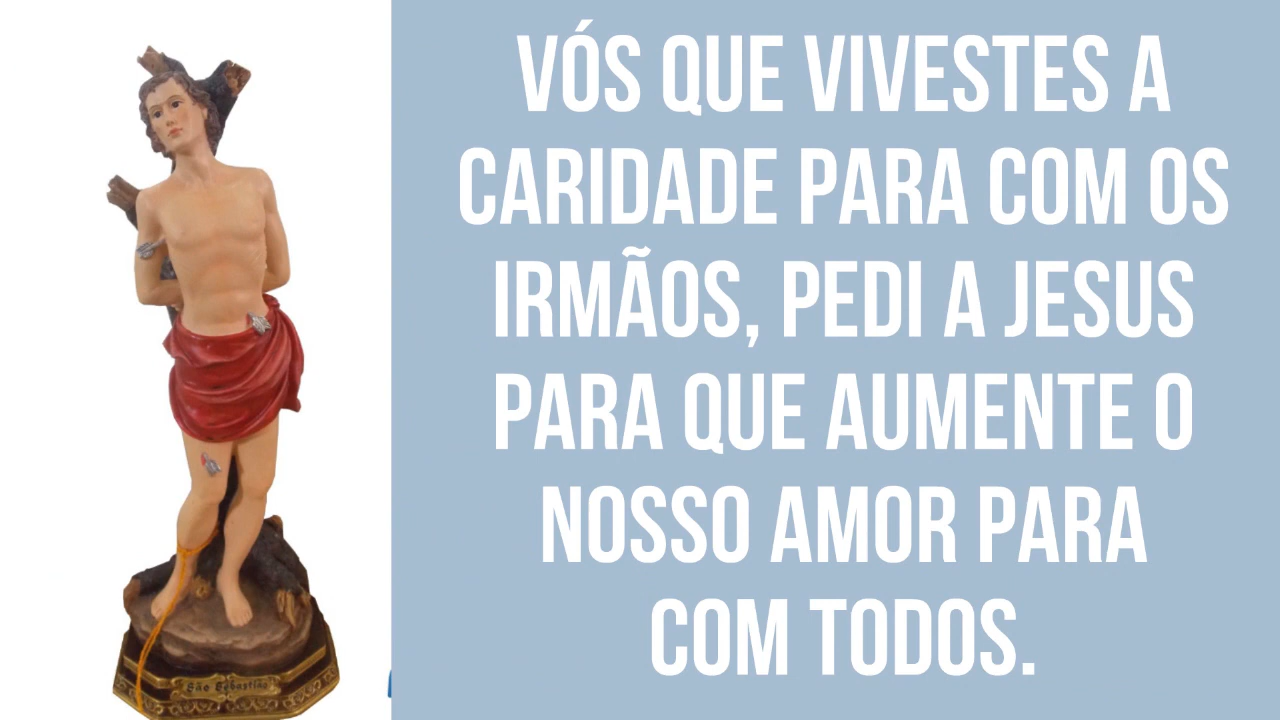 VÓS QUE VIVESTES A
CARIDADE PARA COM OS
IRMÃOS, PEDI A JESUS
PARA QUE AUMENTE O
NOSSO AMOR PARA
COM TODOS.
São Sebastião